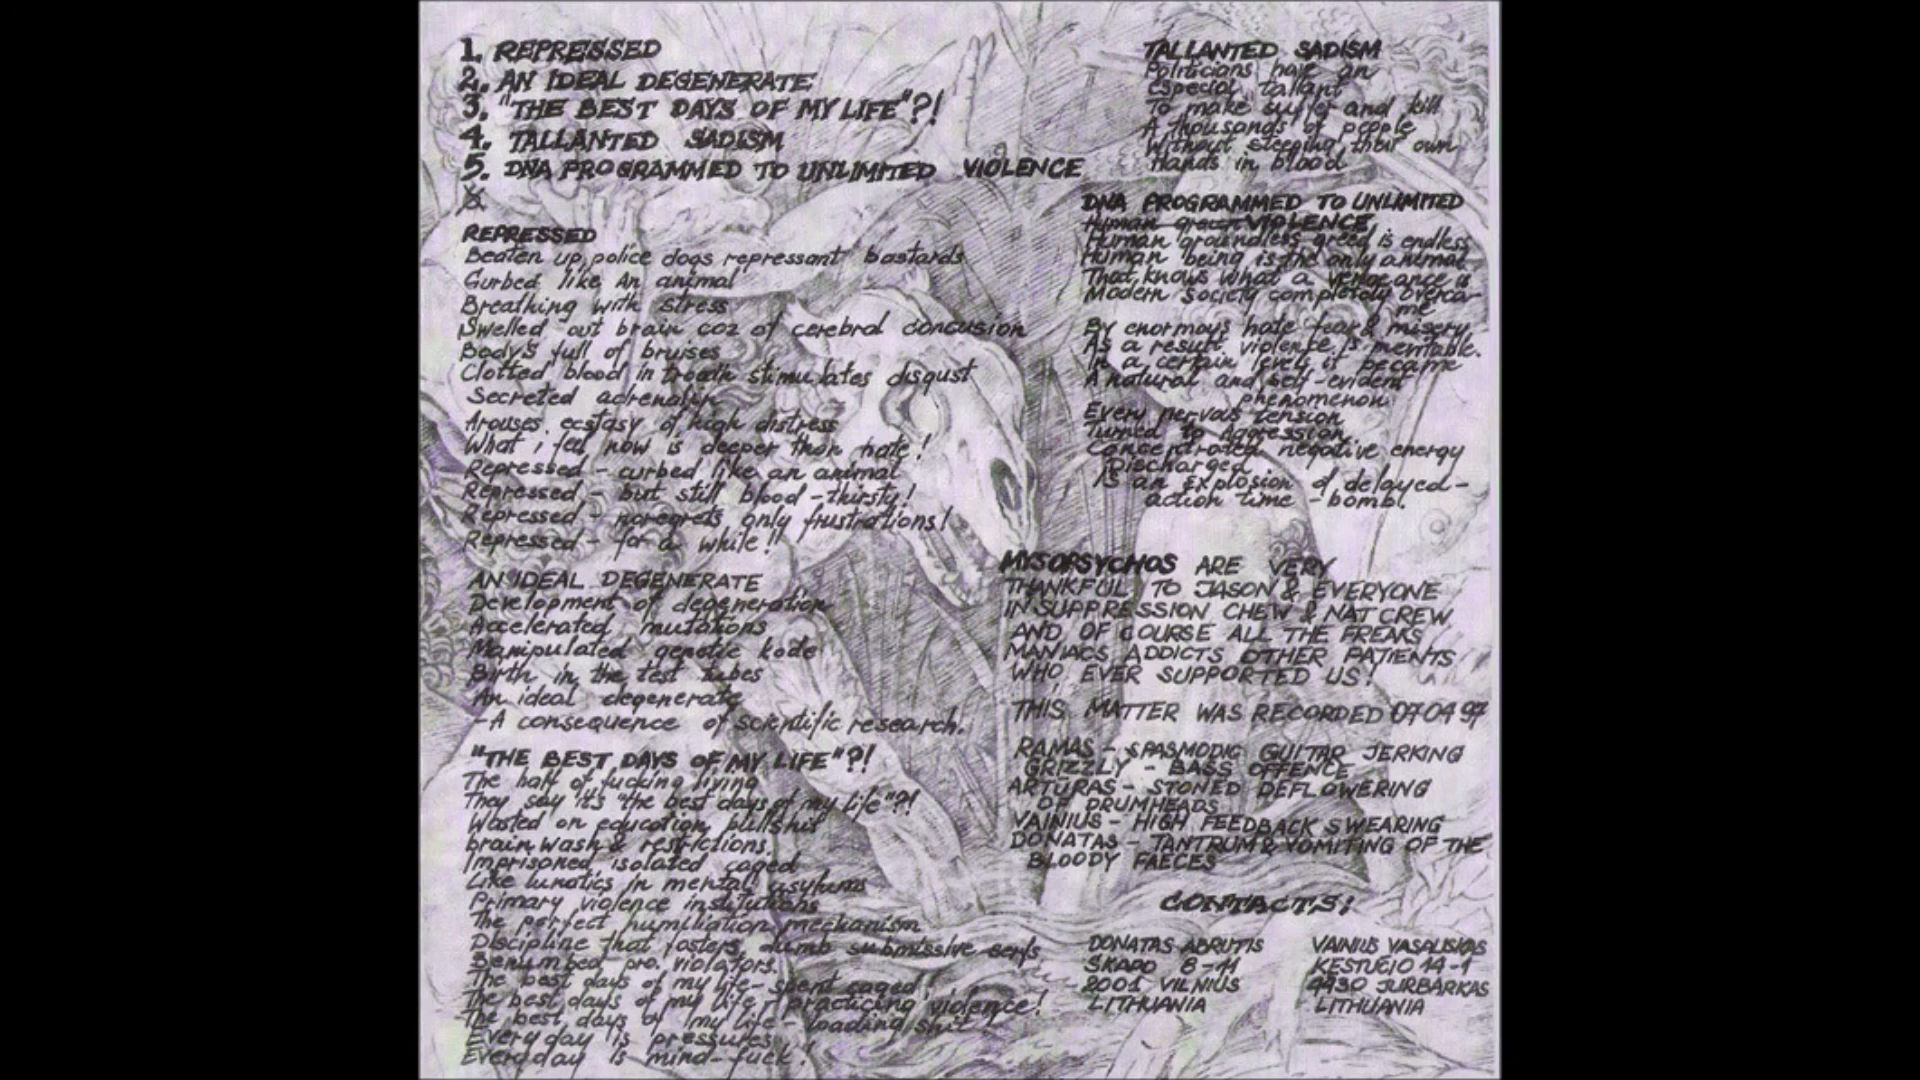 1. REPRESSED
2. AN IDEAL DEGENERATE
3. "THE BEST DAYS OF MY LIFE"?!
4. TALLANTED SADISM
5. DNA PROGRAMMED TO UNLIMITED VIOLENCE
REPRESSED
Beaten up police dogs repressant bastards
Gurbed like An animal
Breathing with stress
Swelled out brain coz of cerebral concusion
Body's full of bruises
Clotted blood in stimulates disgust
Secreted adrenalin
Arouses ecstasy of high distress
What i feel now is deeper than hate!
Repressed - curbed like an animal
Repressed - but still blood-thirsty!
Repressed - noregrets only frustrations!
Repressed - for a while!!
AN IDEAL DEGENERATE
Development of degeneration
Accelerated mutations
Manipulated genetic kode
Birth in the test tubes
An ideal degenerate
-A consequence of scientific research.
"THE BEST DAYS OF MY LIFE"?!
The half of fucking living
They say it's "the best days of my life"?!
Wasted on education, bullshit
brain wash & restrictions.
Imprisoned isolated caged
Like lunatics in mental asylums
Primary violence institutions
The perfect humiliation mechanism
Discipline that fosters dumb submissive serfs
Benumbed pro. violators.
The best days of my life - spent caged!
The best days of my life - practicing violence!
The best days of my life - loading shit
Everyday is pressures
Everyday is mind-fuck!
TALLANTED SADISM
Politicians have an
Especial tallant
To make suffer and kill
A thousands of people
Without steeping their own
Hands in blood
DNA PROGRAMMED TO UNLIMITED
VIOLENCE
Human groundless greed is endless
Human being is the only animal
That knows what a vengeance is
Modern society completely overca-
me
By enormous hate fear & misery.
As a result violence is inevitable.
In a certain level it became
A natural and self-evident
phenomenon.
Every nervous tension
Turned to Aggression
Concentrated negative energy
Discharged
Is an Explosion of delayed-
action time - bomb!
MYSOPSYCHOS ARE VERY
THANKFUL TO JASON & EVERYONE
IN SUPPRESSION CHEW & NAT CREW
AND OF COURSE ALL THE FREAKS
MANIACS ADDICTS OTHER PATIENTS
WHO EVER SUPPORTED US!
THIS MATTER WAS RECORDED 07 04 97
RAMAS - SPASMODIC GUITAR JERKING
GRIZZLY - BASS OFFENCE
ARTŪRAS - STONED DEFLOWERING
OF DRUMHEADS
VAINIUS - HIGH FEEDBACK SWEARING
DONATAS - TANTRUM & VOMITING OF THE
BLOODY FAECES
CONTACTS:
DONATAS ABRUTIS
SKAPO 8-11
2001 VILNIUS
LITHUANIA
VAINIUS
KESTUCIO 14-1
4430 JURBARKAS
LITHUANIA